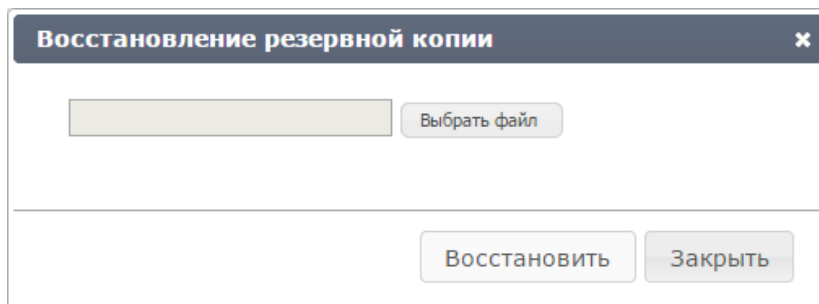 Восстановление резервной копии
Выбрать файл
Восстановить Закрыть